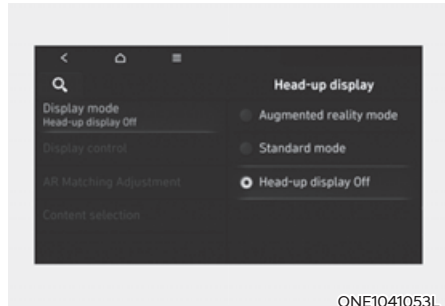 Head-up display
Display mode
Head-up display Off
Display control
AR Matching Adjustment
Content selection
Augmented reality mode
Standard mode
Head-up display Off
ONE1041053L